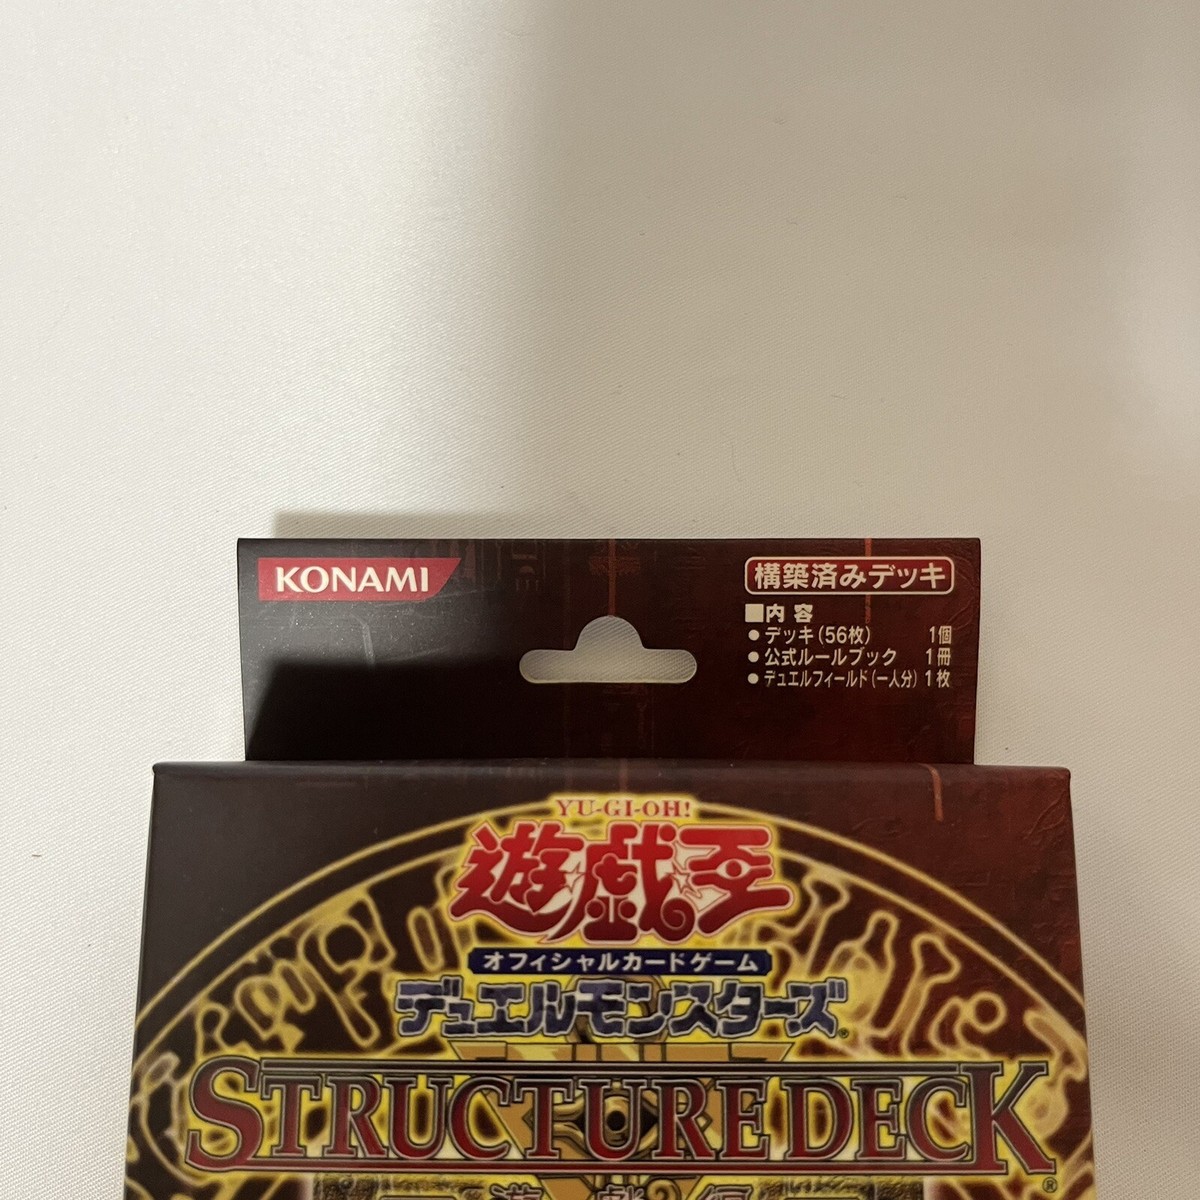 KONAMI
構築済みデッキ
■内 容
●デッキ(56枚) 1個
●公式ルールブック 1冊
●デュエルフィールド(一人分) 1枚
YU-GI-OH!
遊戯王
オフィシャルカードゲーム
デュエルモンスターズ®
STRUCTURE DECK®
遊戯編